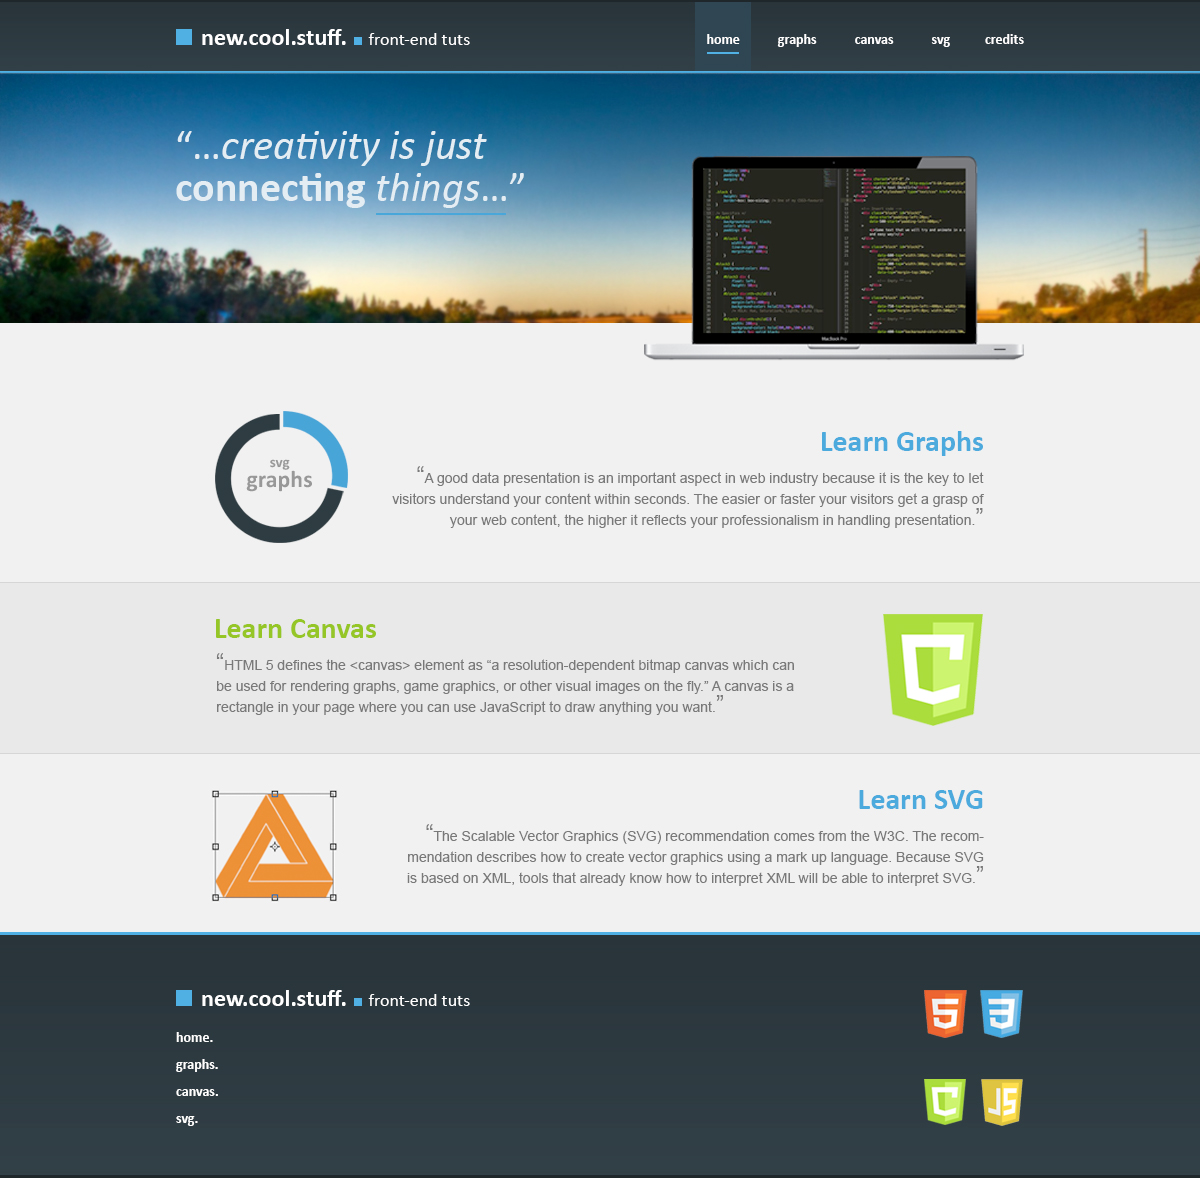 new.cool.stuff. front-end tuts
home graphs canvas svg credits
“...creativity is just
connecting things...”
MacBook Pro
svg
graphs
Learn Graphs
“A good data presentation is an important aspect in web industry because it is the key to let
visitors understand your content within seconds. The easier or faster your visitors get a grasp of
your web content, the higher it reflects your professionalism in handling presentation.”
Learn Canvas
“HTML 5 defines the <canvas> element as “a resolution-dependent bitmap canvas which can
be used for rendering graphs, game graphics, or other visual images on the fly.” A canvas is a
rectangle in your page where you can use JavaScript to draw anything you want.”
C
Learn SVG
“The Scalable Vector Graphics (SVG) recommendation comes from the W3C. The recom-
mendation describes how to create vector graphics using a mark up language. Because SVG
is based on XML, tools that already know how to interpret XML will be able to interpret SVG.”
new.cool.stuff. front-end tuts
5 3
home.
graphs.
canvas.
svg.
C JS